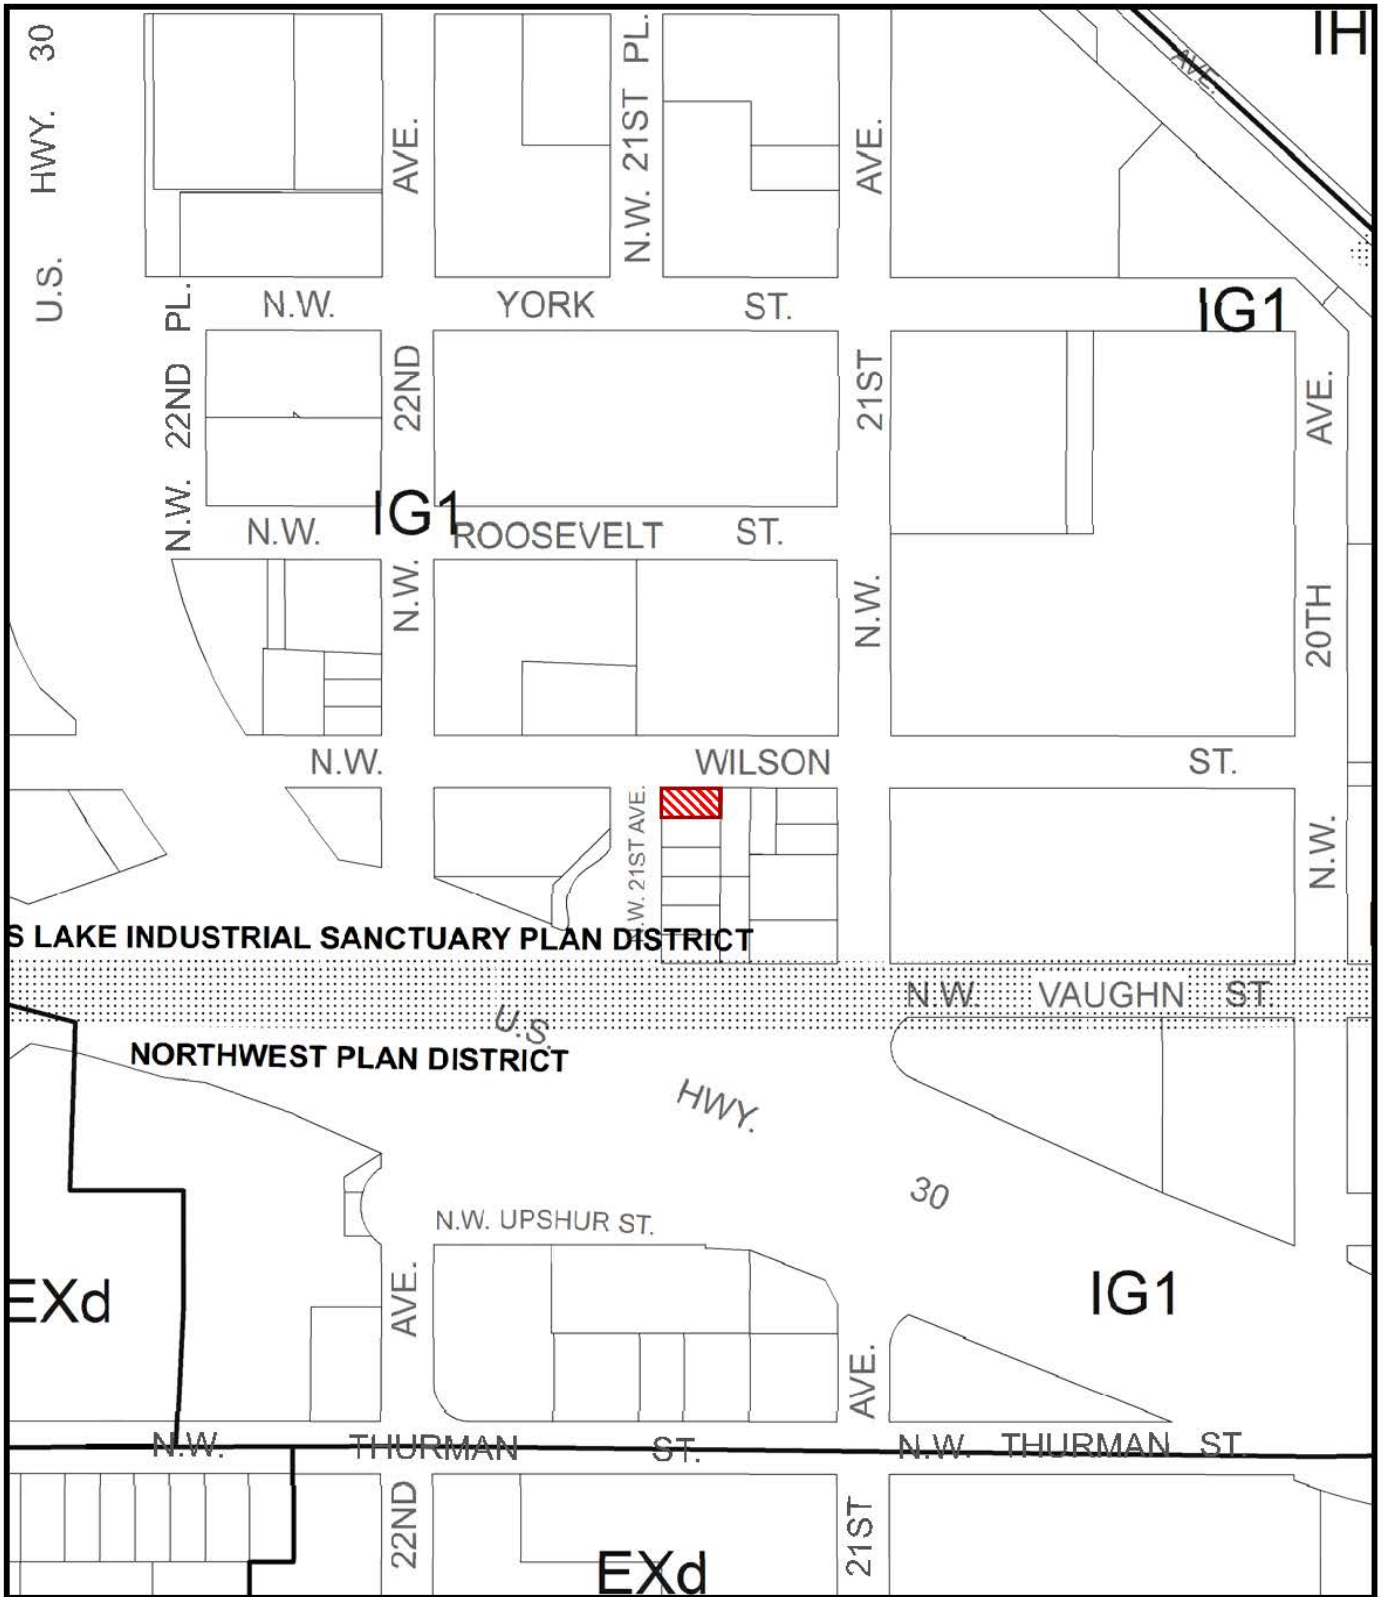 IH
AVE.
U.S. HWY. 30
AVE.
N.W. 21ST PL.
AVE.
N.W. YORK ST.
IG1
N.W. 22ND PL.
22ND
21ST
AVE.
IG1
N.W. ROOSEVELT ST.
N.W.
N.W.
20TH
N.W. WILSON ST.
N.W. 21ST AVE.
N.W.
S LAKE INDUSTRIAL SANCTUARY PLAN DISTRICT
N.W. VAUGHN ST.
U.S.
NORTHWEST PLAN DISTRICT
HWY.
30
N.W. UPSHUR ST.
EXd
AVE.
IG1
AVE.
N.W. THURMAN ST.
N.W. THURMAN ST.
22ND
21ST
EXd